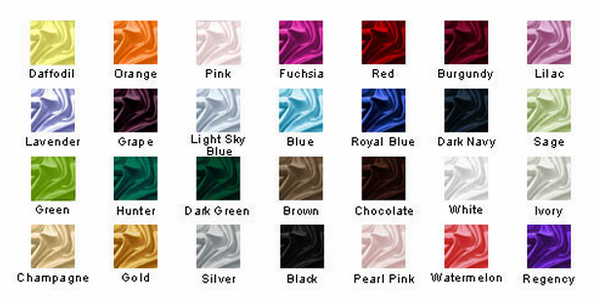 Daffodil Orange Pink Fuchsia Red Burgundy Lilac
Lavender Grape Light Sky Blue Blue Royal Blue Dark Navy Sage
Green Hunter Dark Green Brown Chocolate White Ivory
Champagne Gold Silver Black Pearl Pink Watermelon Regency